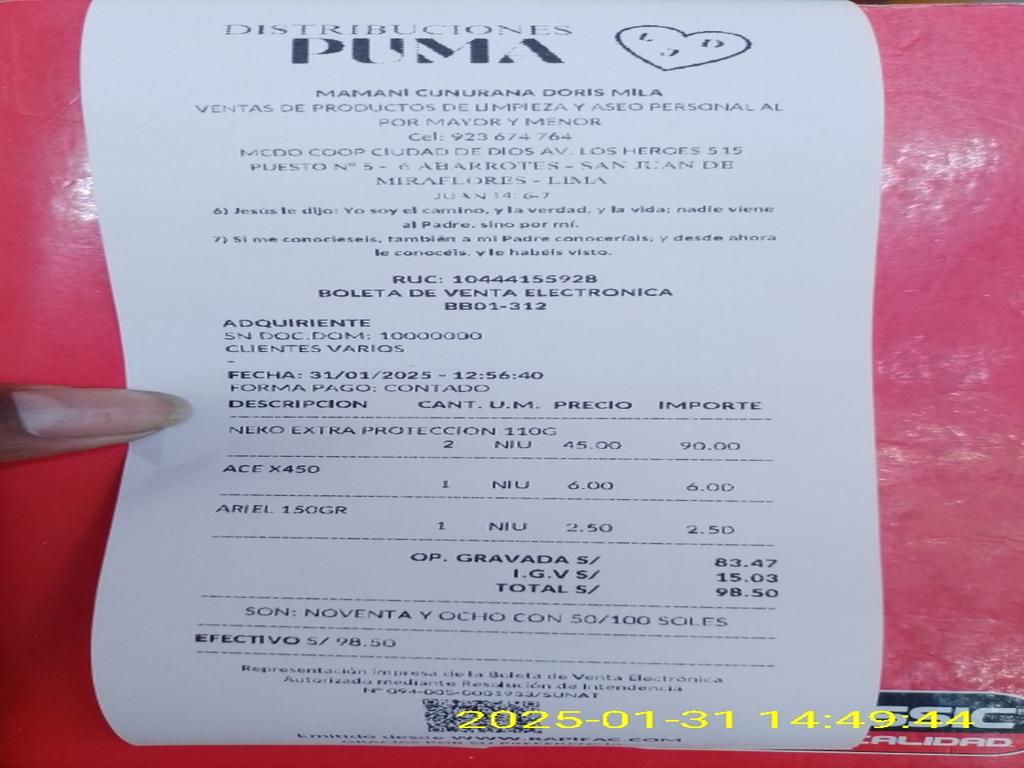 DISTRIBUCIONES
PUMA
L J D
MAMANI CUNURANA DORIS MILA
VENTAS DE PRODUCTOS DE LIMPIEZA Y ASEO PERSONAL AL
POR MAYOR Y MENOR
Cel: 923 674 764
MCDO COOP CIUDAD DE DIOS AV. LOS HEROES 515
PUESTO N° 5 - 6 ABARROTES - SAN JUAN DE
MIRAFLORES - LIMA
JUAN 14: 6-7
6) Jesús le dijo: Yo soy el camino, y la verdad, y la vida; nadie viene
al Padre, sino por mí.
7) Si me conocieseis, también a mi Padre conoceríais; y desde ahora
le conocéis, y le habéis visto.
RUC: 10444155928
BOLETA DE VENTA ELECTRONICA
BB01-312
ADQUIRIENTE
SN DOC.DOM: 10000000
CLIENTES VARIOS
-
FECHA: 31/01/2025 - 12:56:40
FORMA PAGO: CONTADO
DESCRIPCION CANT. U.M. PRECIO IMPORTE
NEKO EXTRA PROTECCION 110G
2 NIU 45.00 90.00
ACE X450
1 NIU 6.00 6.00
ARIEL 150GR
1 NIU 2.50 2.50
OP. GRAVADA S/ 83.47
I.G.V S/ 15.03
TOTAL S/ 98.50
SON: NOVENTA Y OCHO CON 50/100 SOLES
EFECTIVO S/ 98.50
Representación impresa de la Boleta de Venta Electrónica
Autorizado mediante Resolución de Intendencia
N° 094-005-0001933/SUNAT
Emitido desde WWW.RAPIFAC.COM
GRACIAS POR SU PREFERENCIA
2025-01-31 14:49:44
CALIDAD